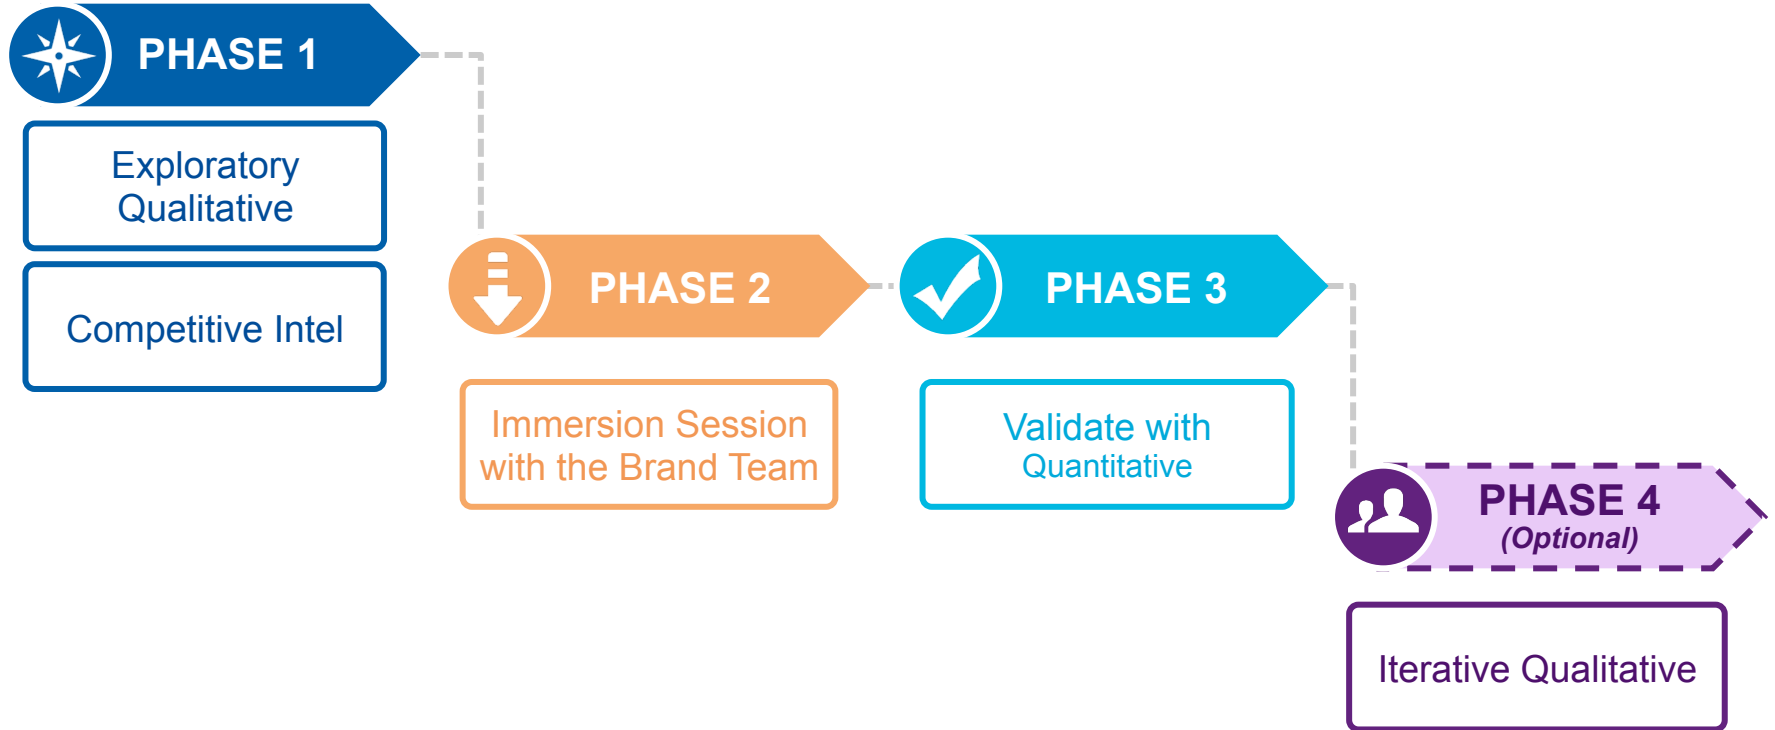 PHASE 1
Exploratory
Qualitative
Competitive Intel
PHASE 2
Immersion Session
with the Brand Team
PHASE 3
Validate with
Quantitative
PHASE 4
(Optional)
Iterative Qualitative